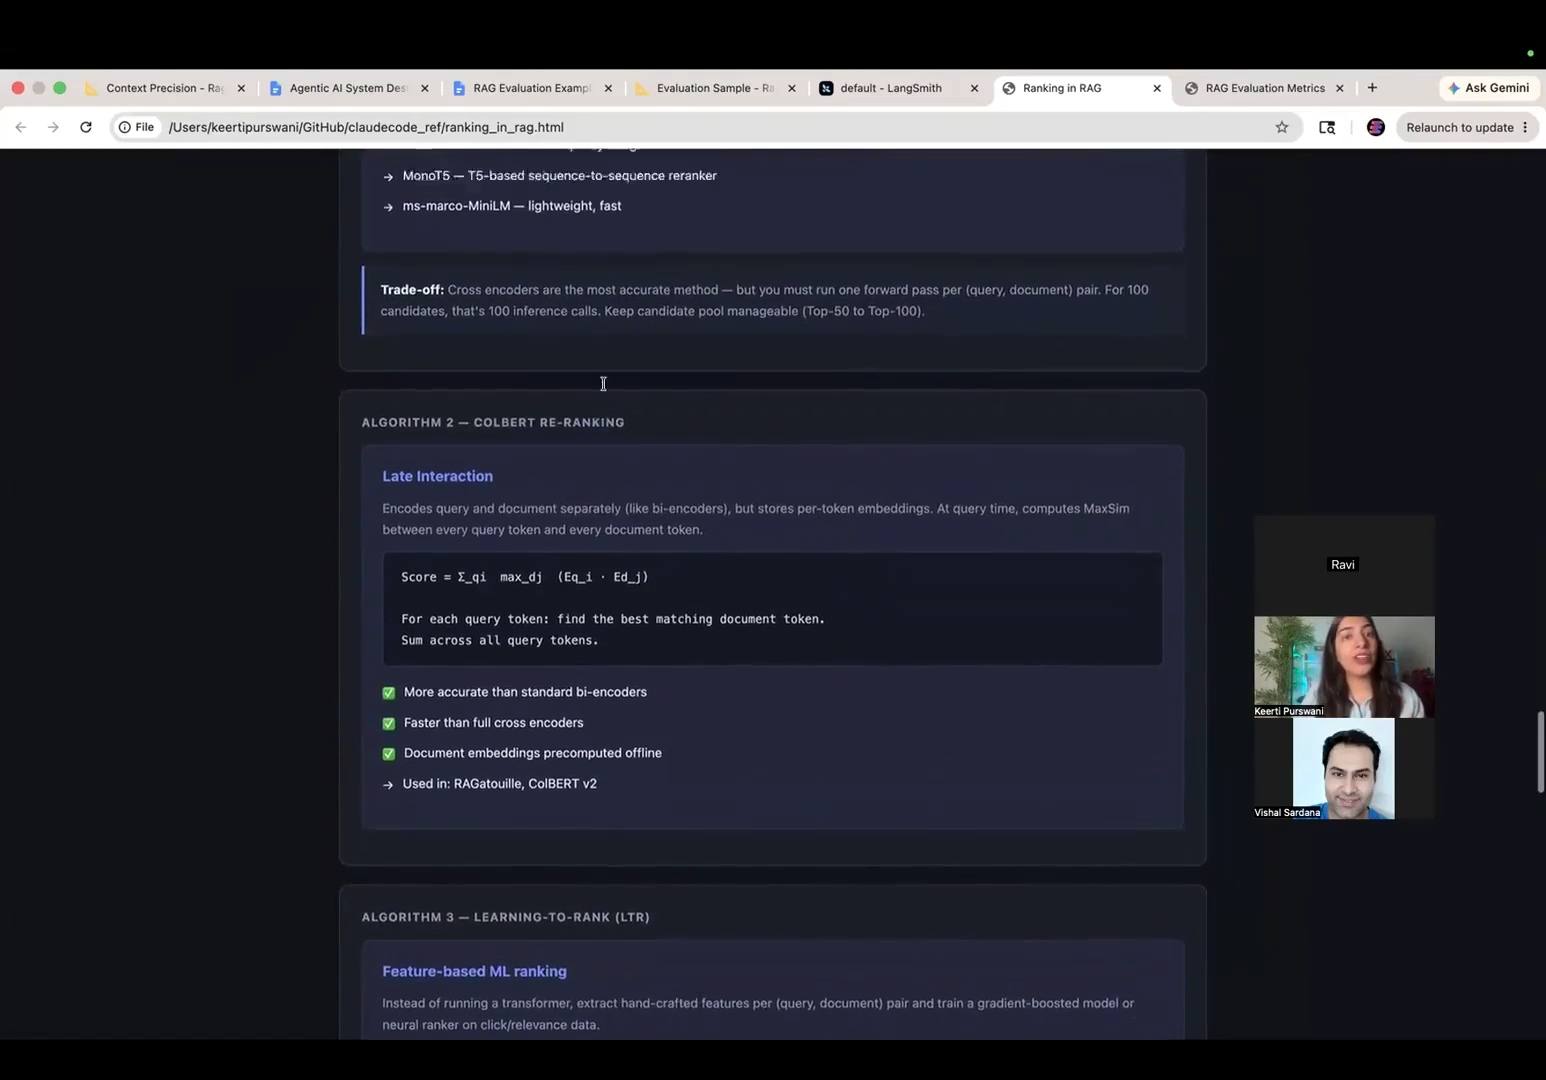 Context Precision - Rag
Agentic AI System Des
RAG Evaluation Exampl
Evaluation Sample - Ra
default - LangSmith
Ranking in RAG
RAG Evaluation Metrics
Ask Gemini
File
/Users/keertipurswani/GitHub/claudecode_ref/ranking_in_rag.html
Relaunch to update
→ MonoT5 — T5-based sequence-to-sequence reranker
→ ms-marco-MiniLM — lightweight, fast
Trade-off: Cross encoders are the most accurate method — but you must run one forward pass per (query, document) pair. For 100
candidates, that's 100 inference calls. Keep candidate pool manageable (Top-50 to Top-100).
ALGORITHM 2 — COLBERT RE-RANKING
Late Interaction
Encodes query and document separately (like bi-encoders), but stores per-token embeddings. At query time, computes MaxSim
between every query token and every document token.
Score = Σ_qi max_dj (Eq_i · Ed_j)
For each query token: find the best matching document token.
Sum across all query tokens.
✅ More accurate than standard bi-encoders
✅ Faster than full cross encoders
✅ Document embeddings precomputed offline
→ Used in: RAGatouille, ColBERT v2
ALGORITHM 3 — LEARNING-TO-RANK (LTR)
Feature-based ML ranking
Instead of running a transformer, extract hand-crafted features per (query, document) pair and train a gradient-boosted model or
neural ranker on click/relevance data.
Ravi
Keerti Purswani
Vishal Sardana